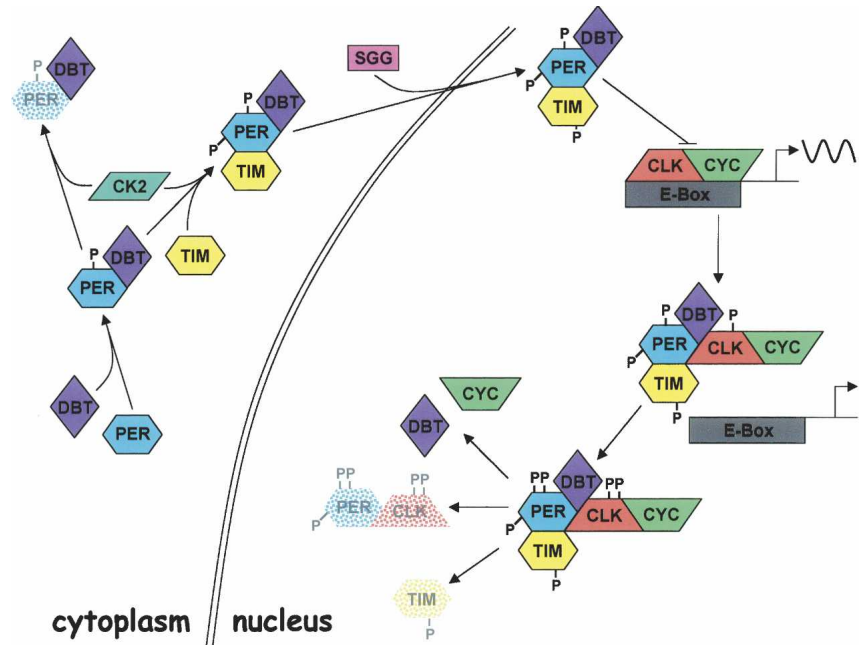 P
DBT
PER
SGG
P
DBT
PER
P
TIM
P
P
DBT
PER
P
TIM
CLK CYC
E-Box
CK2
P
DBT
PER
TIM
DBT
PER
P
DBT
P
PER
CLK
CYC
P
TIM
P
E-Box
CYC
DBT
PP
PP
PER
CLK
P
PP
DBT
PP
PER
CLK
CYC
P
TIM
P
TIM
P
cytoplasm nucleus